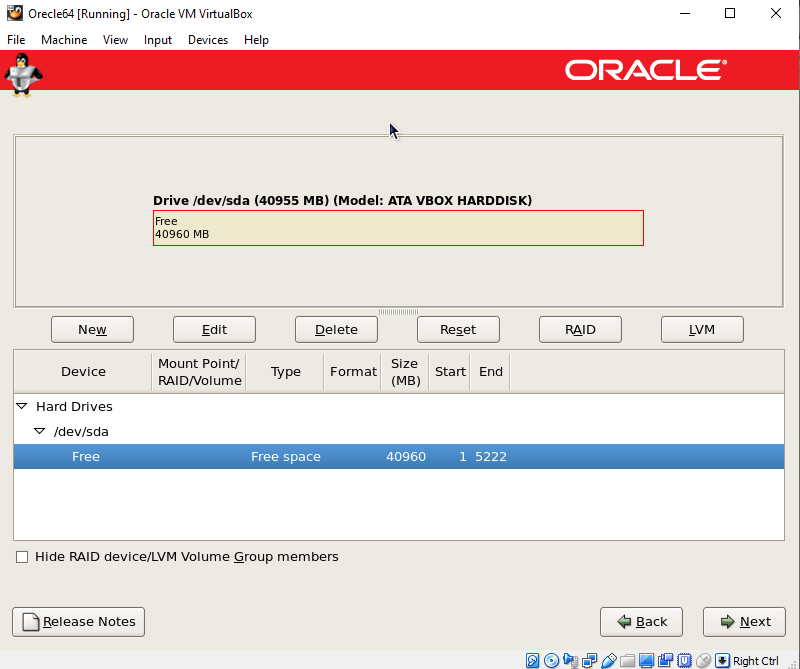 Orecle64 [Running] - Oracle VM VirtualBox
File Machine View Input Devices Help
ORACLE®
Drive /dev/sda (40955 MB) (Model: ATA VBOX HARDDISK)
Free
40960 MB
New Edit Delete Reset RAID LVM
Device Mount Point/ RAID/Volume Type Format Size (MB) Start End
Hard Drives
/dev/sda
Free Free space 40960 1 5222
Hide RAID device/LVM Volume Group members
Release Notes Back Next
Right Ctrl